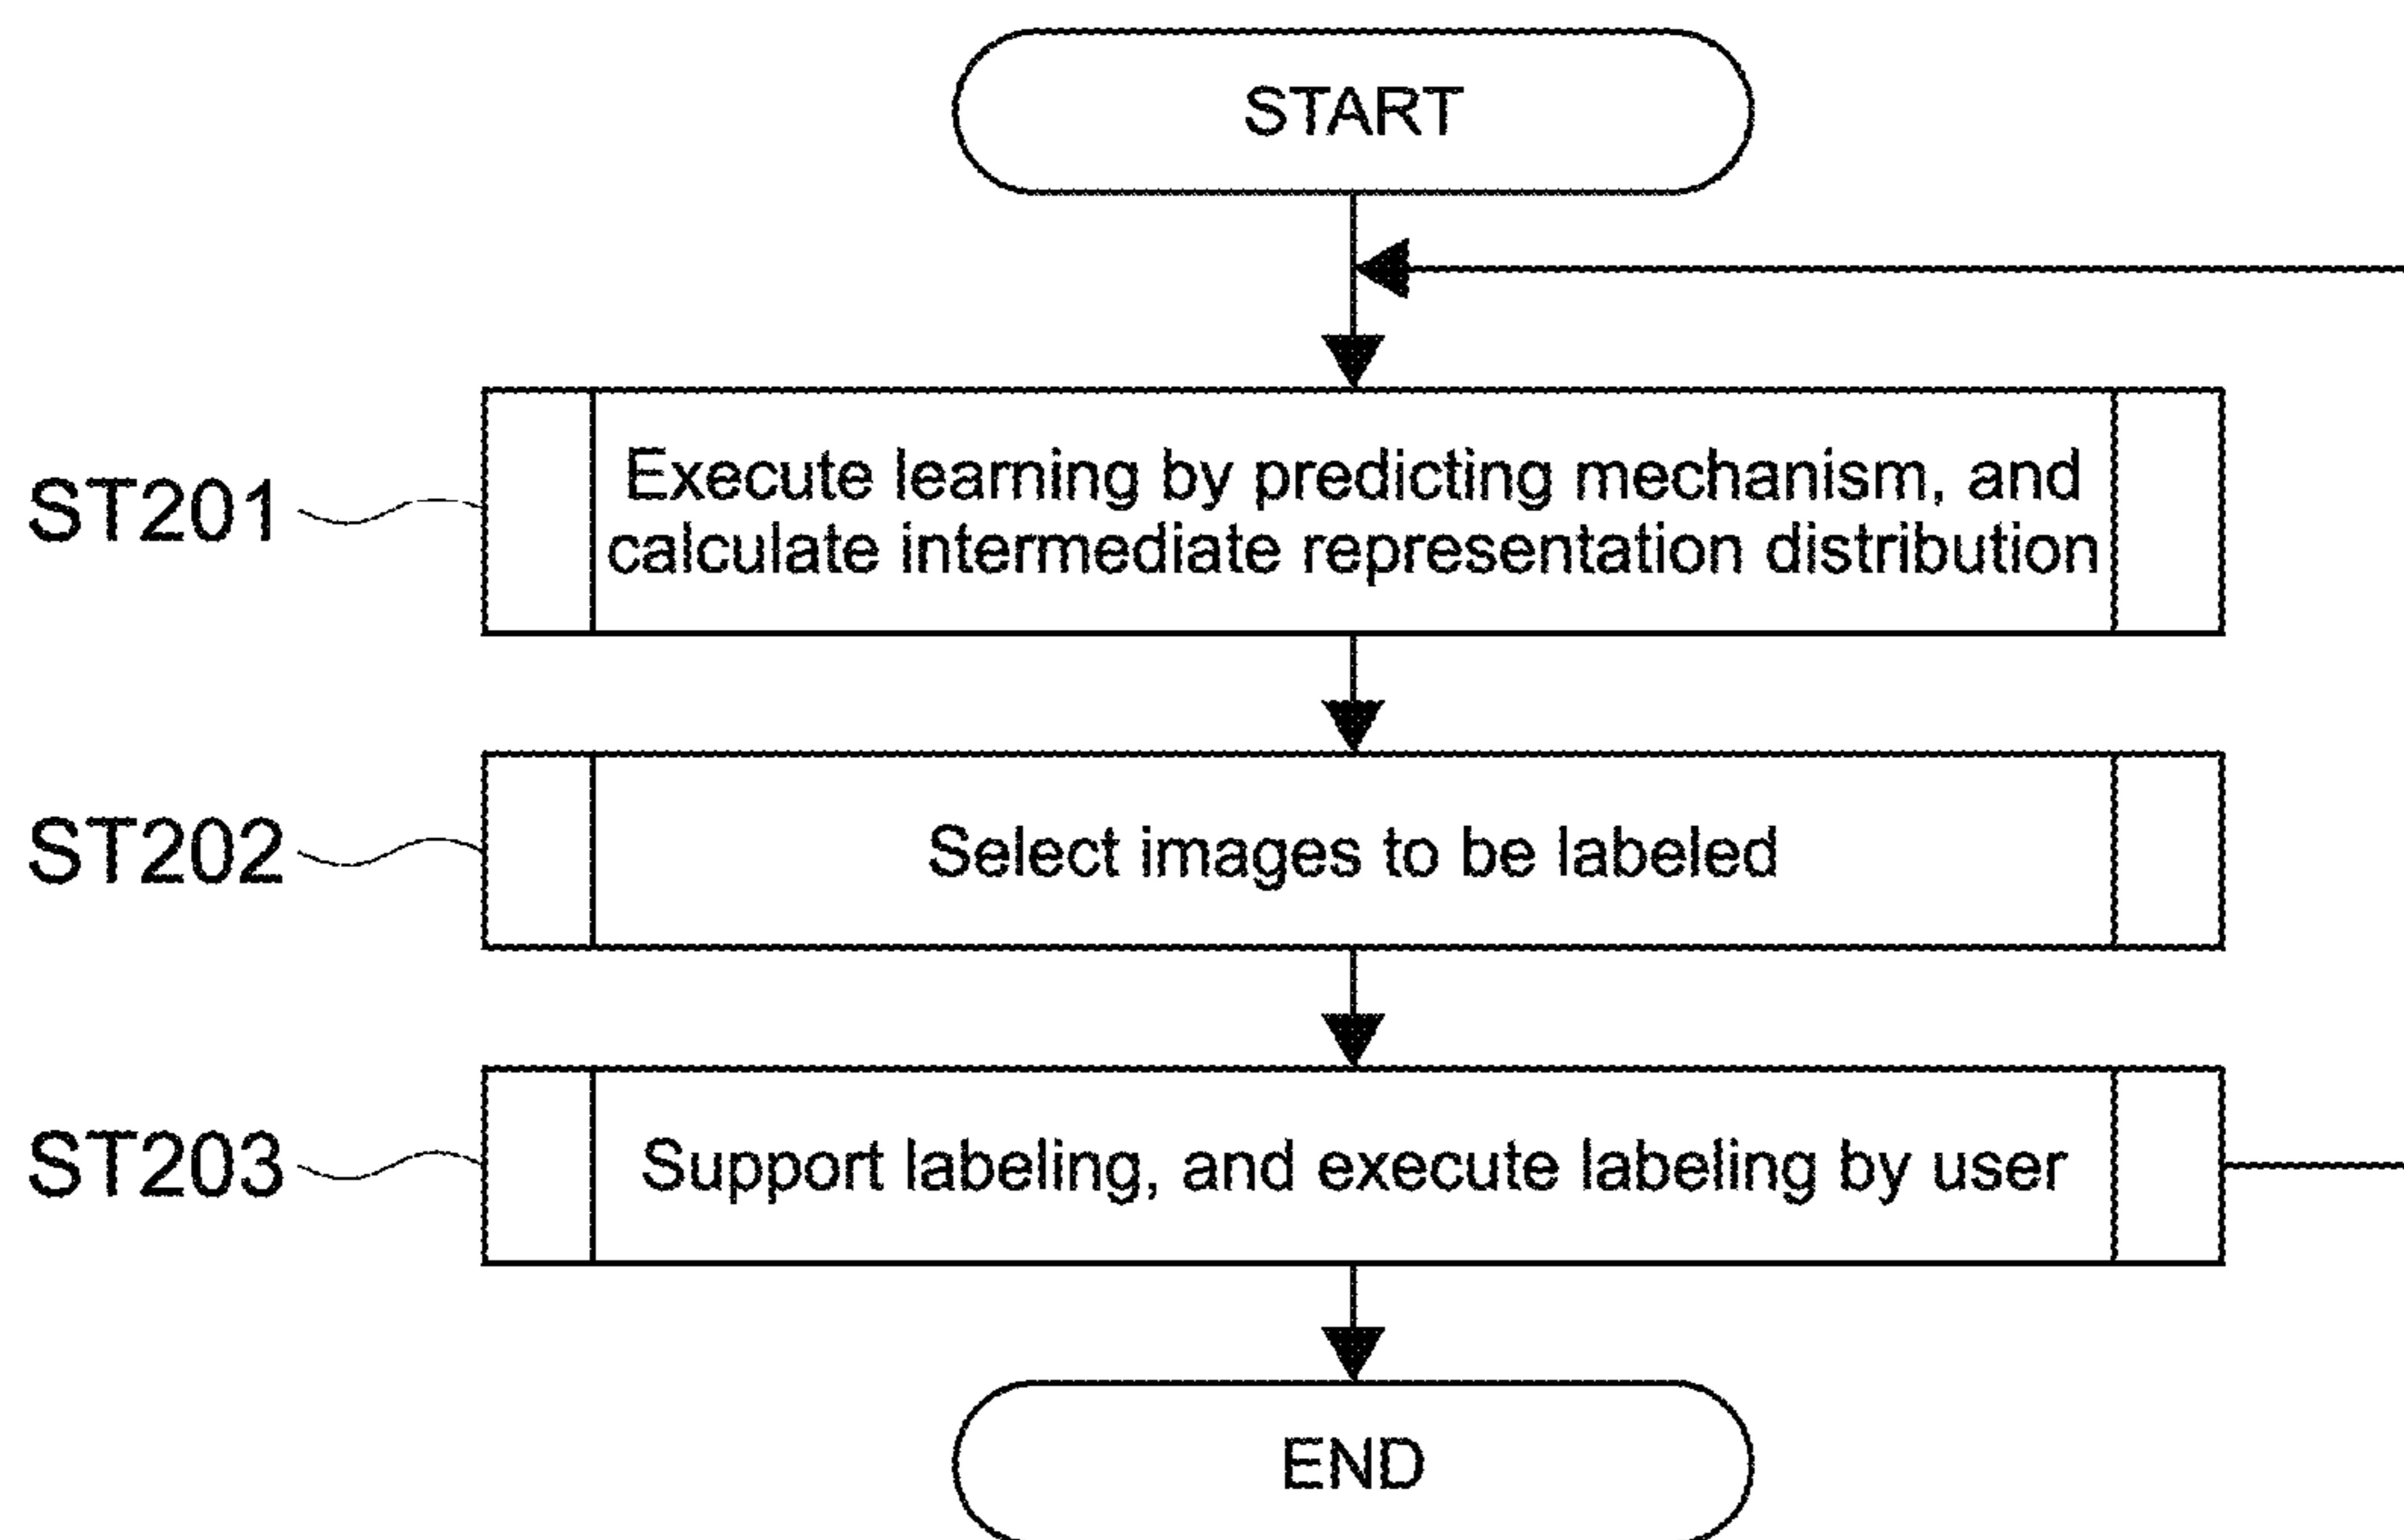 START
ST201
Execute learning by predicting mechanism, and
calculate intermediate representation distribution
ST202
Select images to be labeled
ST203
Support labeling, and execute labeling by user
END